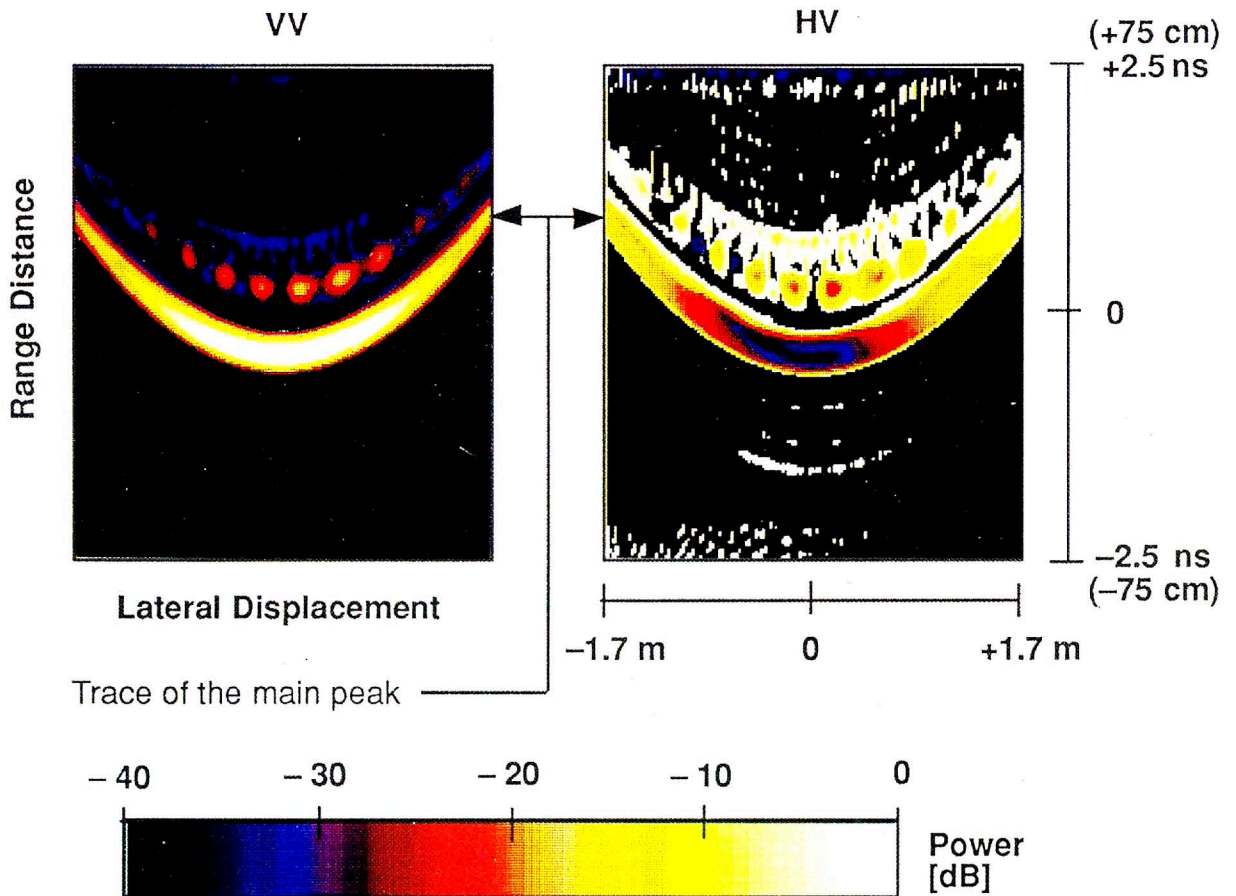 VV
HV
(+75 cm)
+2.5 ns
Range Distance
0
−2.5 ns
(−75 cm)
Lateral Displacement
−1.7 m 0 +1.7 m
Trace of the main peak
−40 −30 −20 −10 0
Power
[dB]